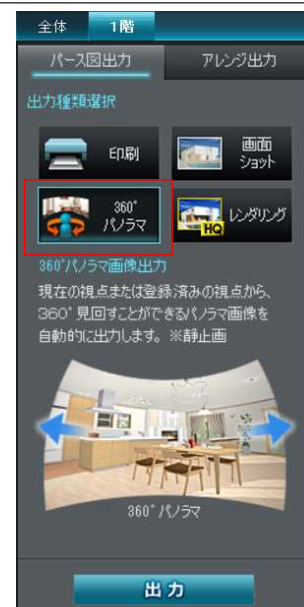 全体 1階
パース図出力 アレンジ出力
出力種類選択
印刷
画面
ショット
360°
パノラマ
HQ
レンダリング
360°パノラマ画像出力
現在の視点または登録済みの視点から、
360°見回すことができるパノラマ画像を
自動的に出力します。※静止画
360°パノラマ
出力